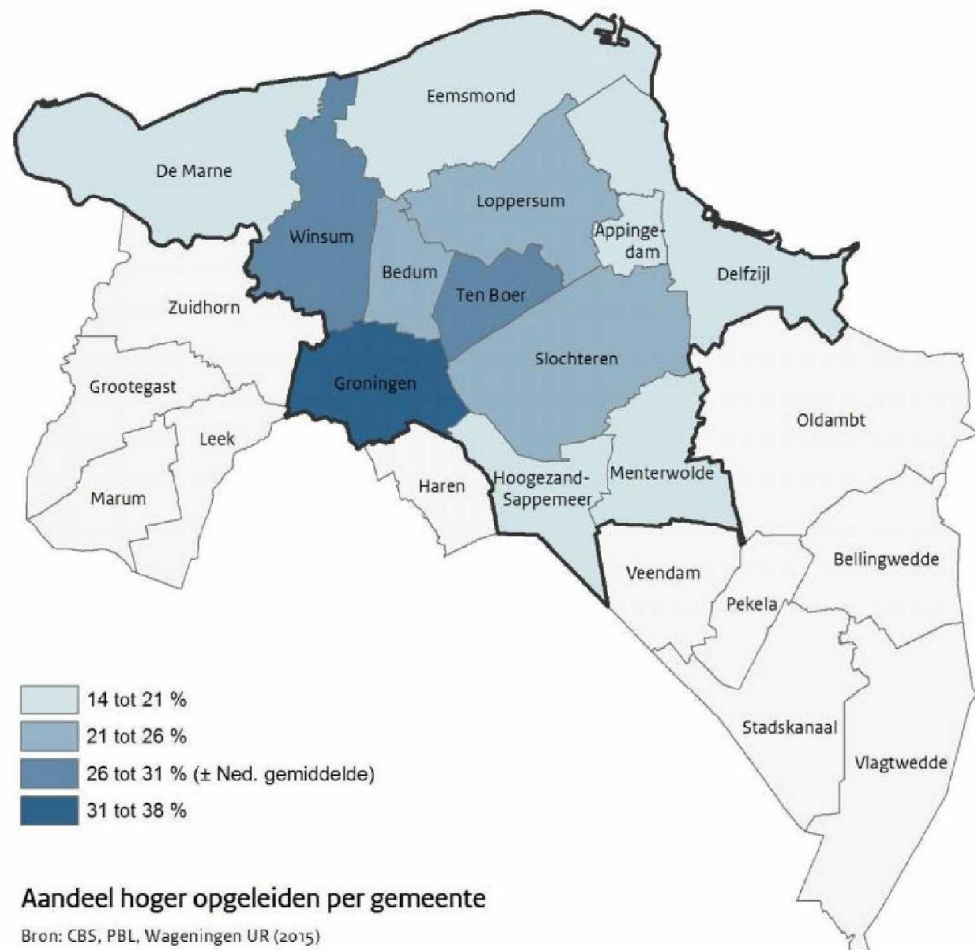 Eemsmond
De Marne
Loppersum
Winsum
Appinge-
dam
Bedum
Delfzijl
Ten Boer
Zuidhorn
Slochteren
Grootegast
Groningen
Oldambt
Leek
Marum
Haren
Hoogezand-
Sappemeer
Menterwolde
Veendam
Bellingwedde
Pekela
Stadskanaal
Vlagtwedde
14 tot 21 %
21 tot 26 %
26 tot 31 % (± Ned. gemiddelde)
31 tot 38 %
Aandeel hoger opgeleiden per gemeente
Bron: CBS, PBL, Wageningen UR (2015)